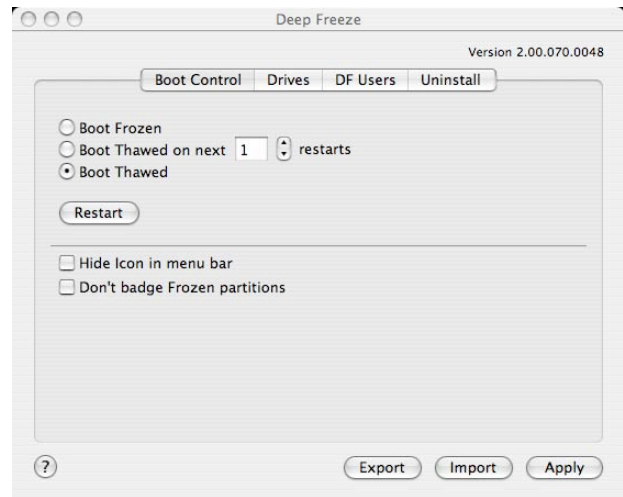 Deep Freeze
Version 2.00.070.0048
Boot Control Drives DF Users Uninstall
Boot Frozen
Boot Thawed on next 1 restarts
Boot Thawed
Restart
Hide Icon in menu bar
Don't badge Frozen partitions
? Export Import Apply